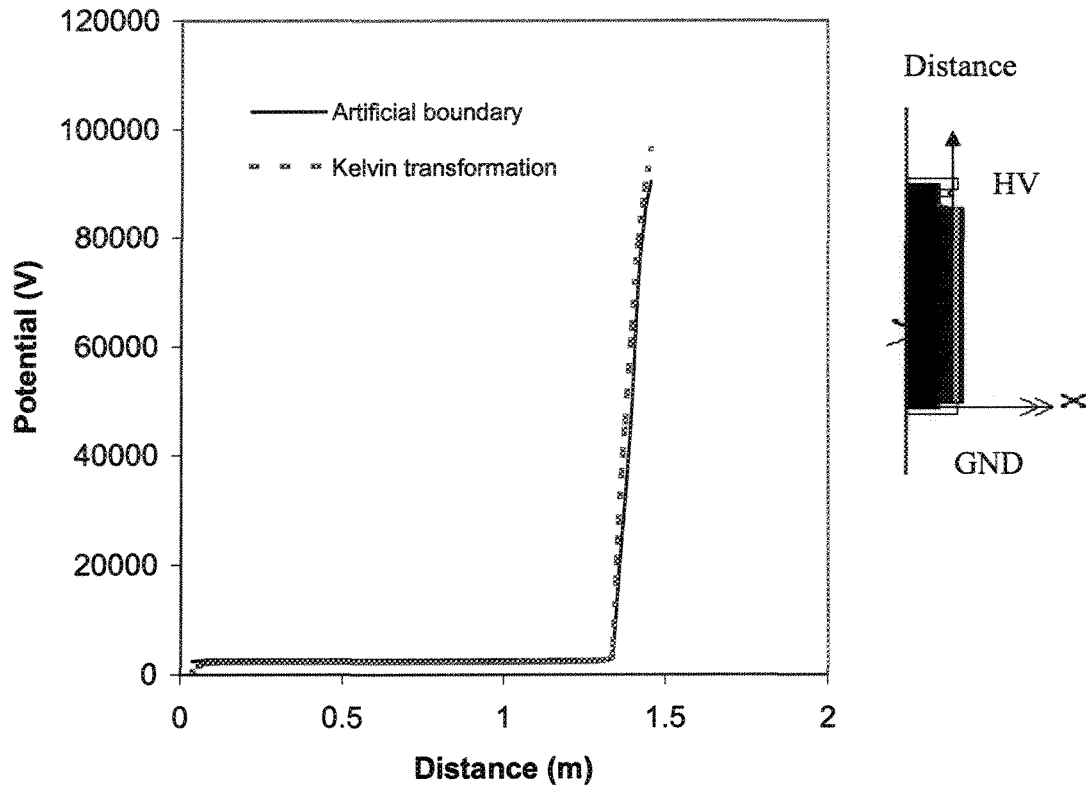 120000
100000
80000
60000
40000
20000
0
Potential (V)
Artificial boundary
Kelvin transformation
0
0.5
1
1.5
2
Distance (m)
Distance
HV
Y
X
GND